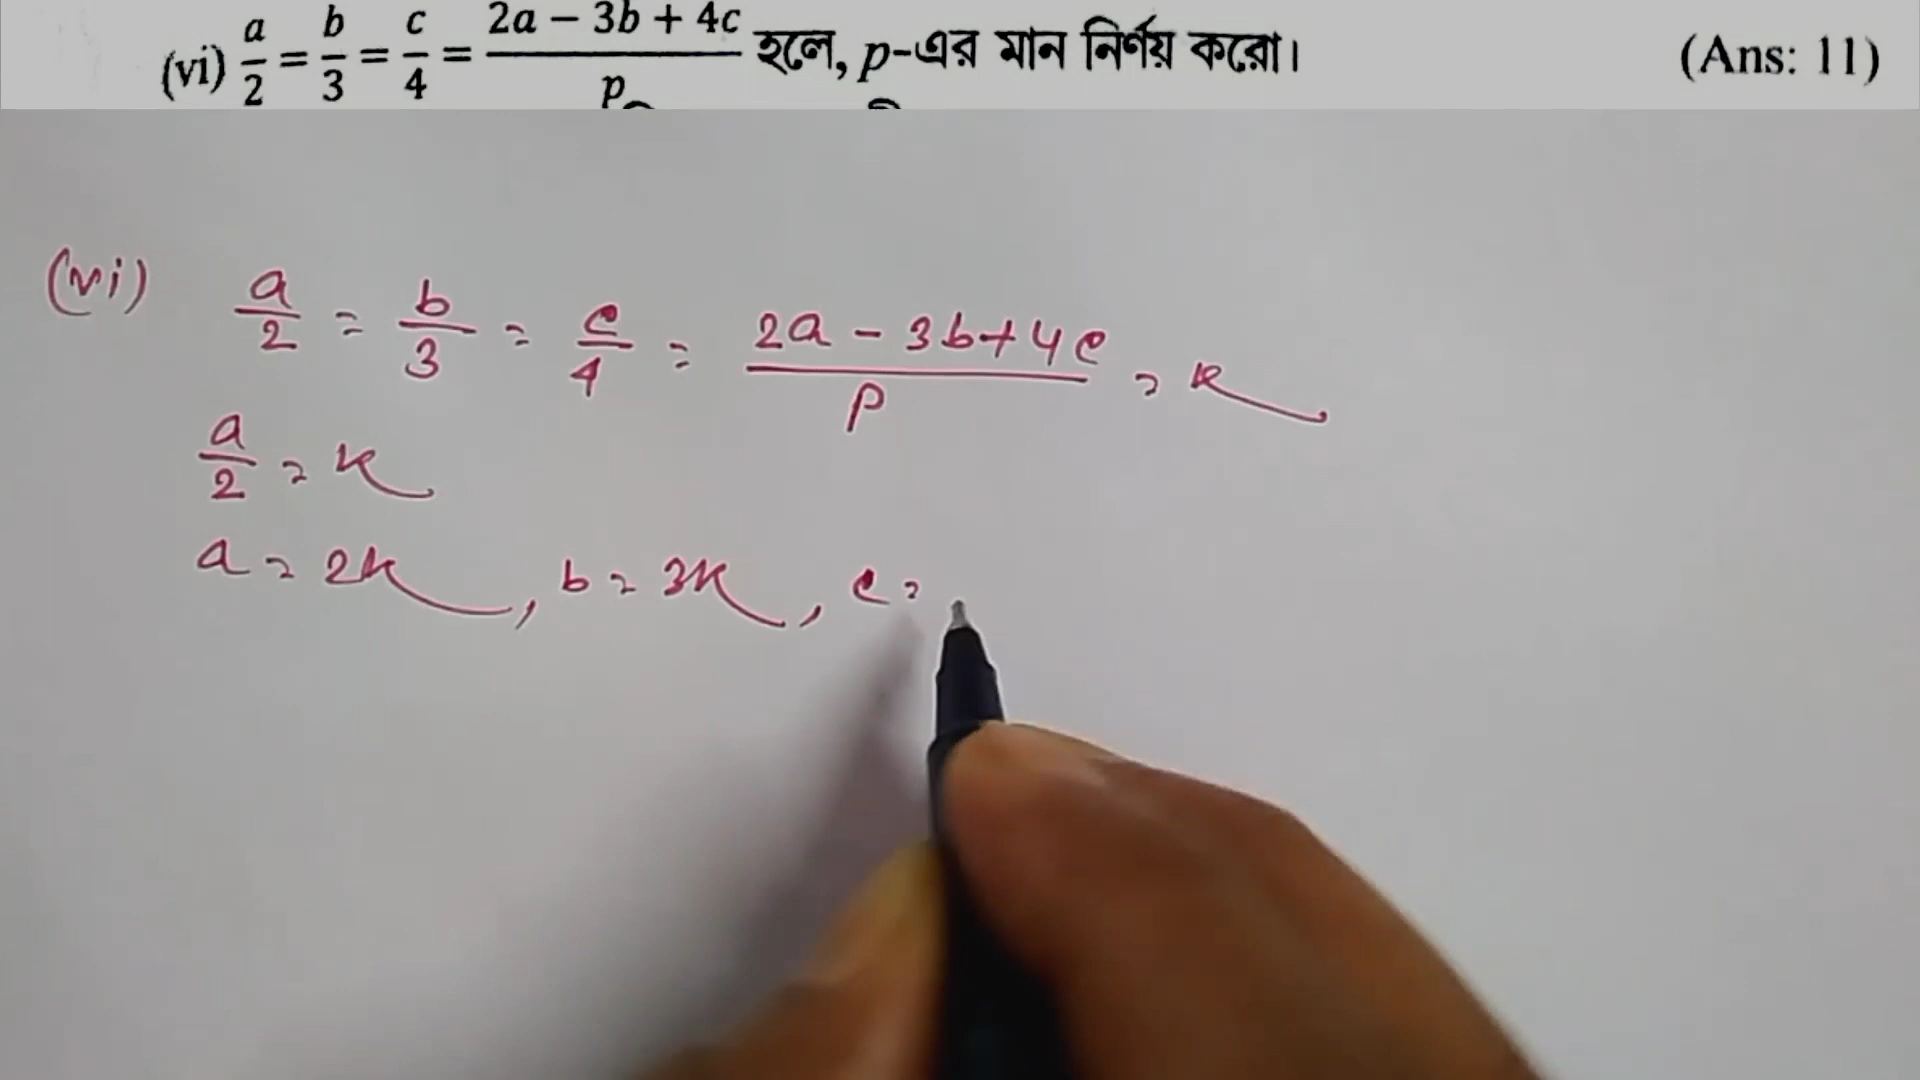 (vi) a/2 = b/3 = c/4 = (2a − 3b + 4c)/p হলে, p-এর মান নির্ণয় করো। (Ans: 11)
(vi) a/2 = b/3 = c/4 = (2a − 3b + 4c)/p = k
a/2 = k
a = 2k, b = 3k, c =